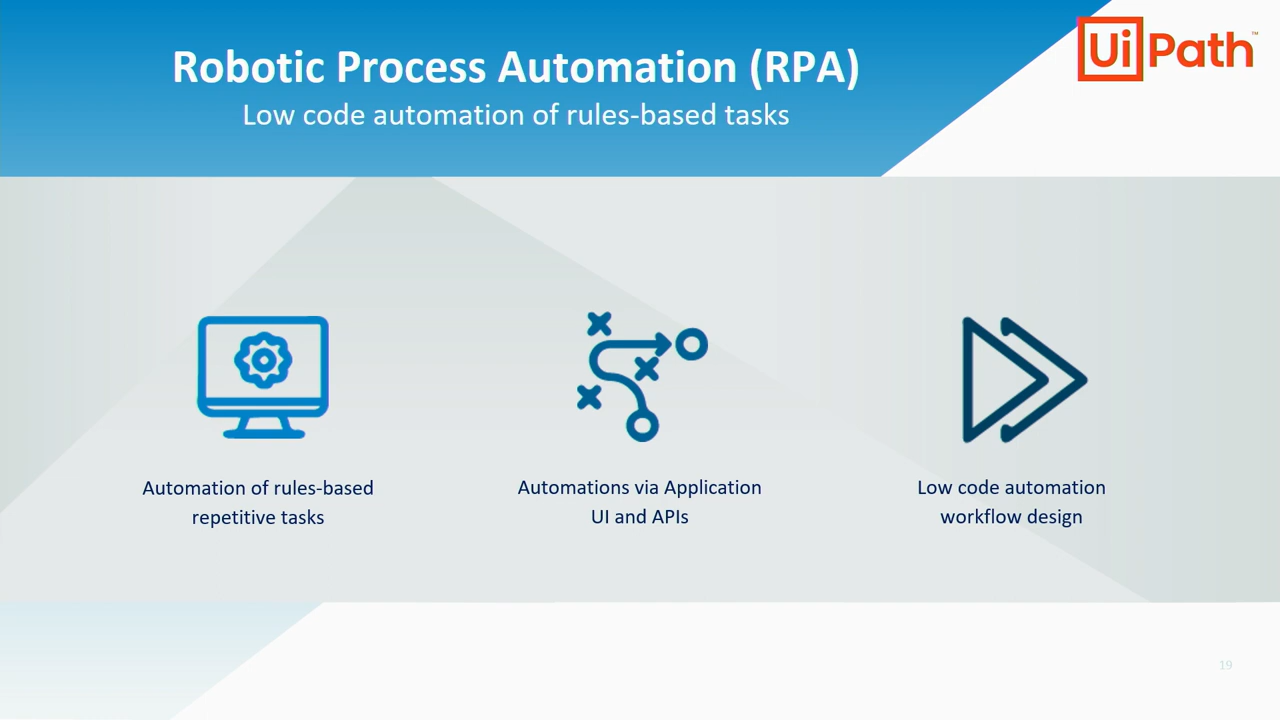 Robotic Process Automation (RPA)
Low code automation of rules-based tasks
UiPath™
Automation of rules-based
repetitive tasks
Automations via Application
UI and APIs
Low code automation
workflow design
19